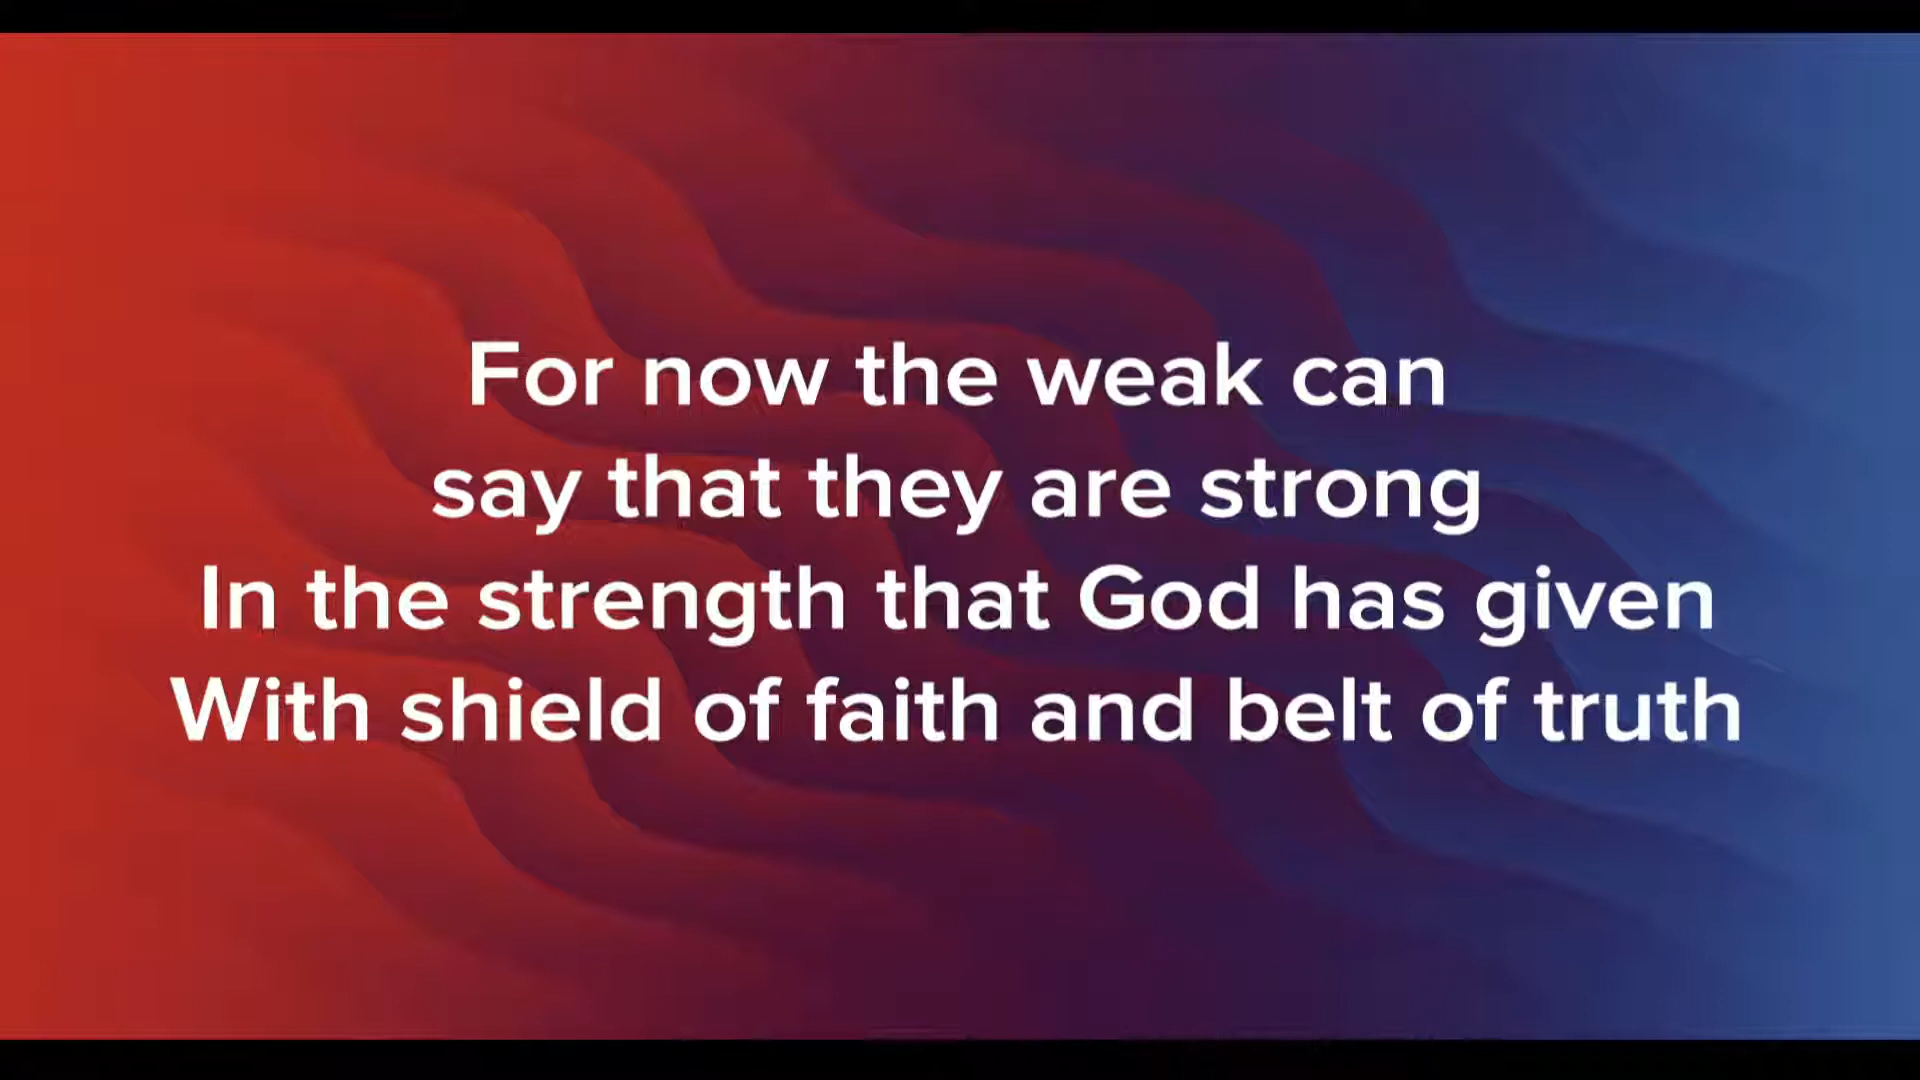 For now the weak can
say that they are strong
In the strength that God has given
With shield of faith and belt of truth